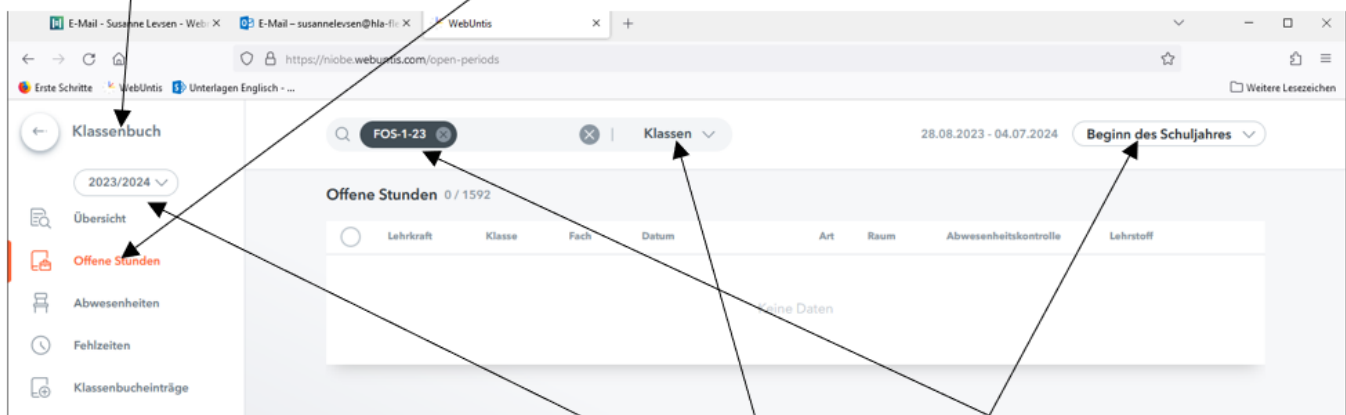 E-Mail - Susanne Levsen - Web
E-Mail – susannelevsen@hla-fle
WebUntis
https://niobe.webuntis.com/open-periods
Erste Schritte
WebUntis
Unterlagen Englisch - ...
Weitere Lesezeichen
Klassenbuch
FOS-1-23
Klassen
28.08.2023 - 04.07.2024
Beginn des Schuljahres
2023/2024
Offene Stunden 0 / 1592
Übersicht
Lehrkraft Klasse Fach Datum Art Raum Abwesenheitskontrolle Lehrstoff
Offene Stunden
Abwesenheiten
Keine Daten
Fehlzeiten
Klassenbucheinträge